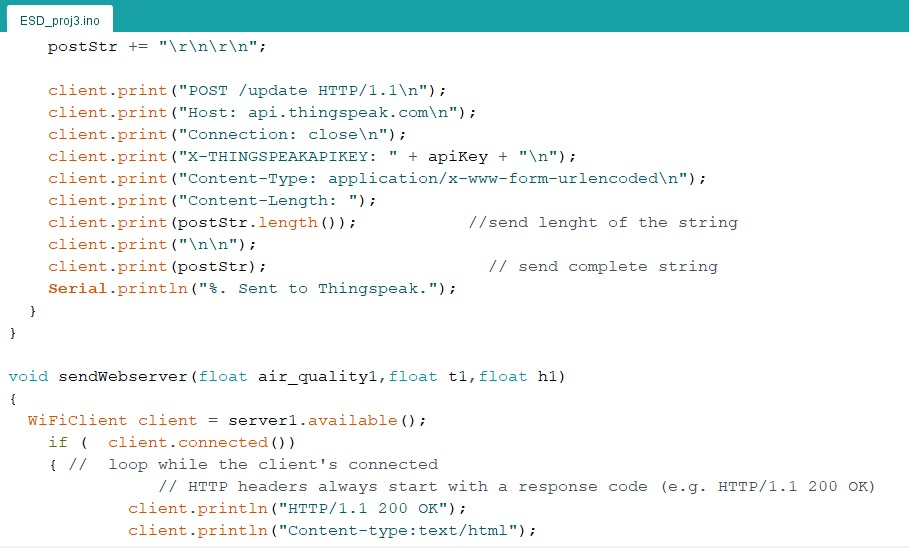 ESD_proj3.ino
postStr += "\r\n\r\n";
client.print("POST /update HTTP/1.1\n");
client.print("Host: api.thingspeak.com\n");
client.print("Connection: close\n");
client.print("X-THINGSPEAKAPIKEY: " + apiKey + "\n");
client.print("Content-Type: application/x-www-form-urlencoded\n");
client.print("Content-Length: ");
client.print(postStr.length()); //send lenght of the string
client.print("\n\n");
client.print(postStr); // send complete string
Serial.println("%. Sent to Thingspeak.");
}
}
void sendWebserver(float air_quality1,float t1,float h1)
{
WiFiClient client = server1.available();
if ( client.connected())
{ // loop while the client's connected
// HTTP headers always start with a response code (e.g. HTTP/1.1 200 OK)
client.println("HTTP/1.1 200 OK");
client.println("Content-type:text/html");